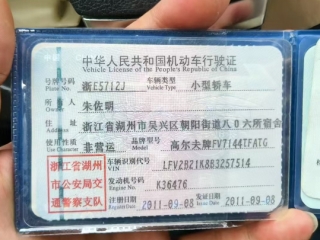 中华人民共和国机动车行驶证
Vehicle License of the People's Republic of China
号牌号码 浙E5712J 车辆类型 小型轿车
Plate No. Vehicle Type
所有人 朱佐明
Owner
住址 浙江省湖州市吴兴区朝阳街道八0六所宿舍
Address
使用性质 非营运 品牌型号 高尔夫牌FV7144TFATG
Use Character Model
浙江省湖州
市公安局交
通警察支队
车辆识别代号 LFV2B21K8B3257514
VIN
发动机号码 K36476
Engine No.
注册日期 2011-09-08 发证日期 2011-09-08
Register Date Issue Date